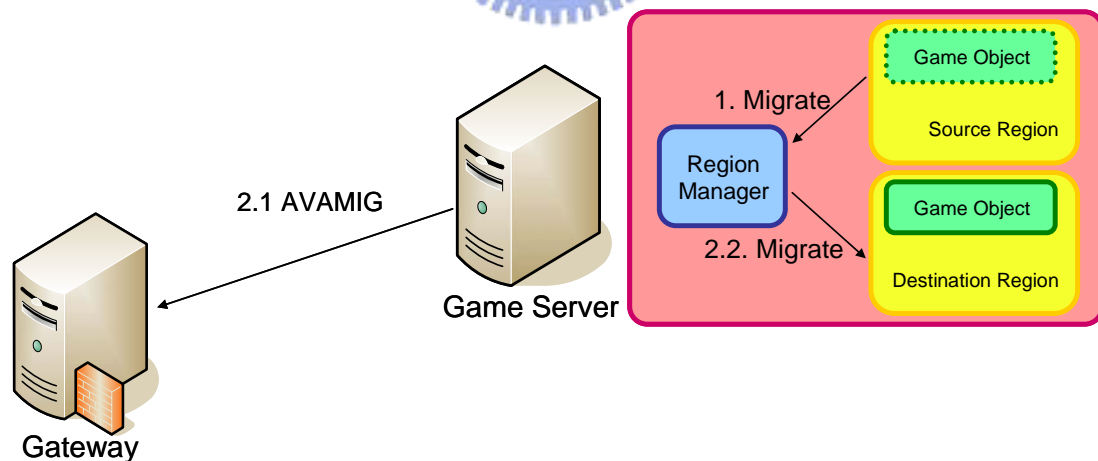 Game Object
1. Migrate
Source Region
Region
Manager
2.1 AVAMIG
Game Object
2.2. Migrate
Destination Region
Game Server
Gateway